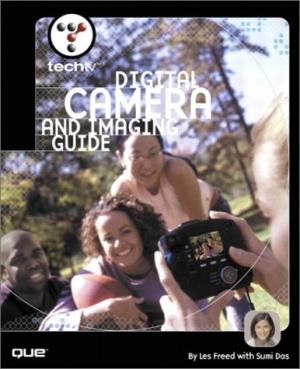 techtv
DIGITAL
CAMERA
AND IMAGING
GUIDE
QUE
By Les Freed with Sumi Das